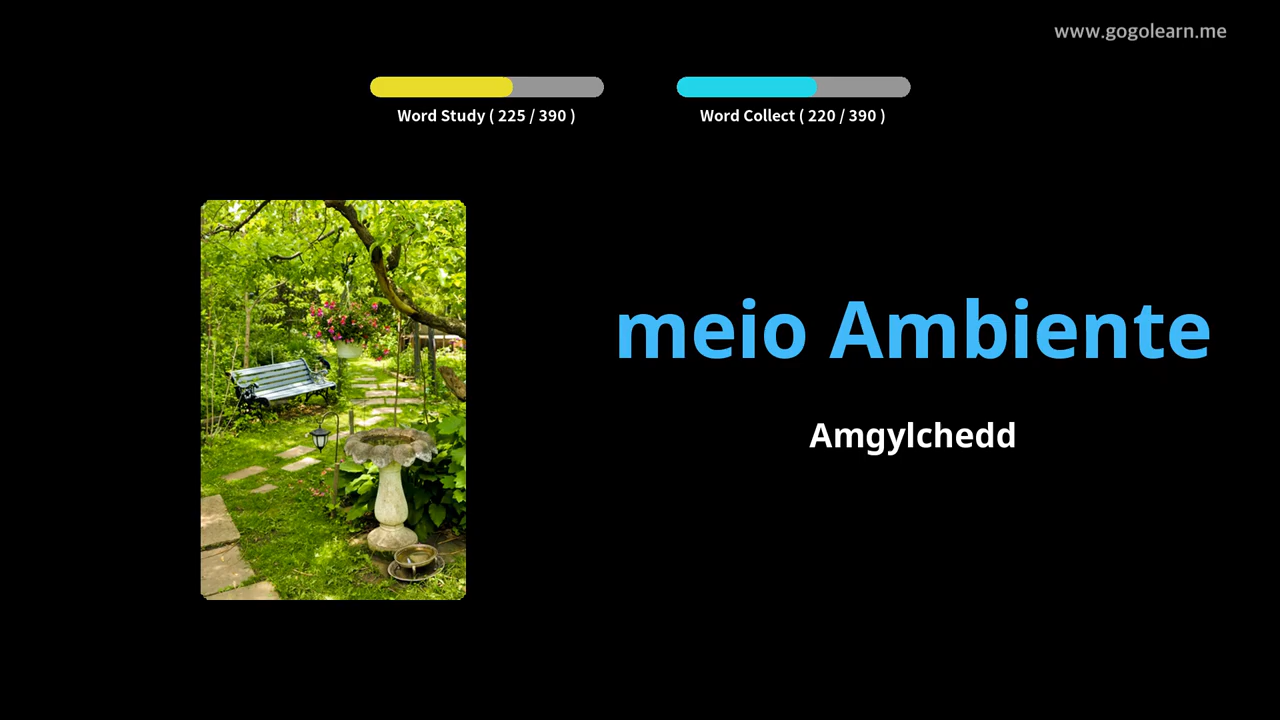 www.gogolearn.me
Word Study ( 225 / 390 )
Word Collect ( 220 / 390 )
meio Ambiente
Amgylchedd